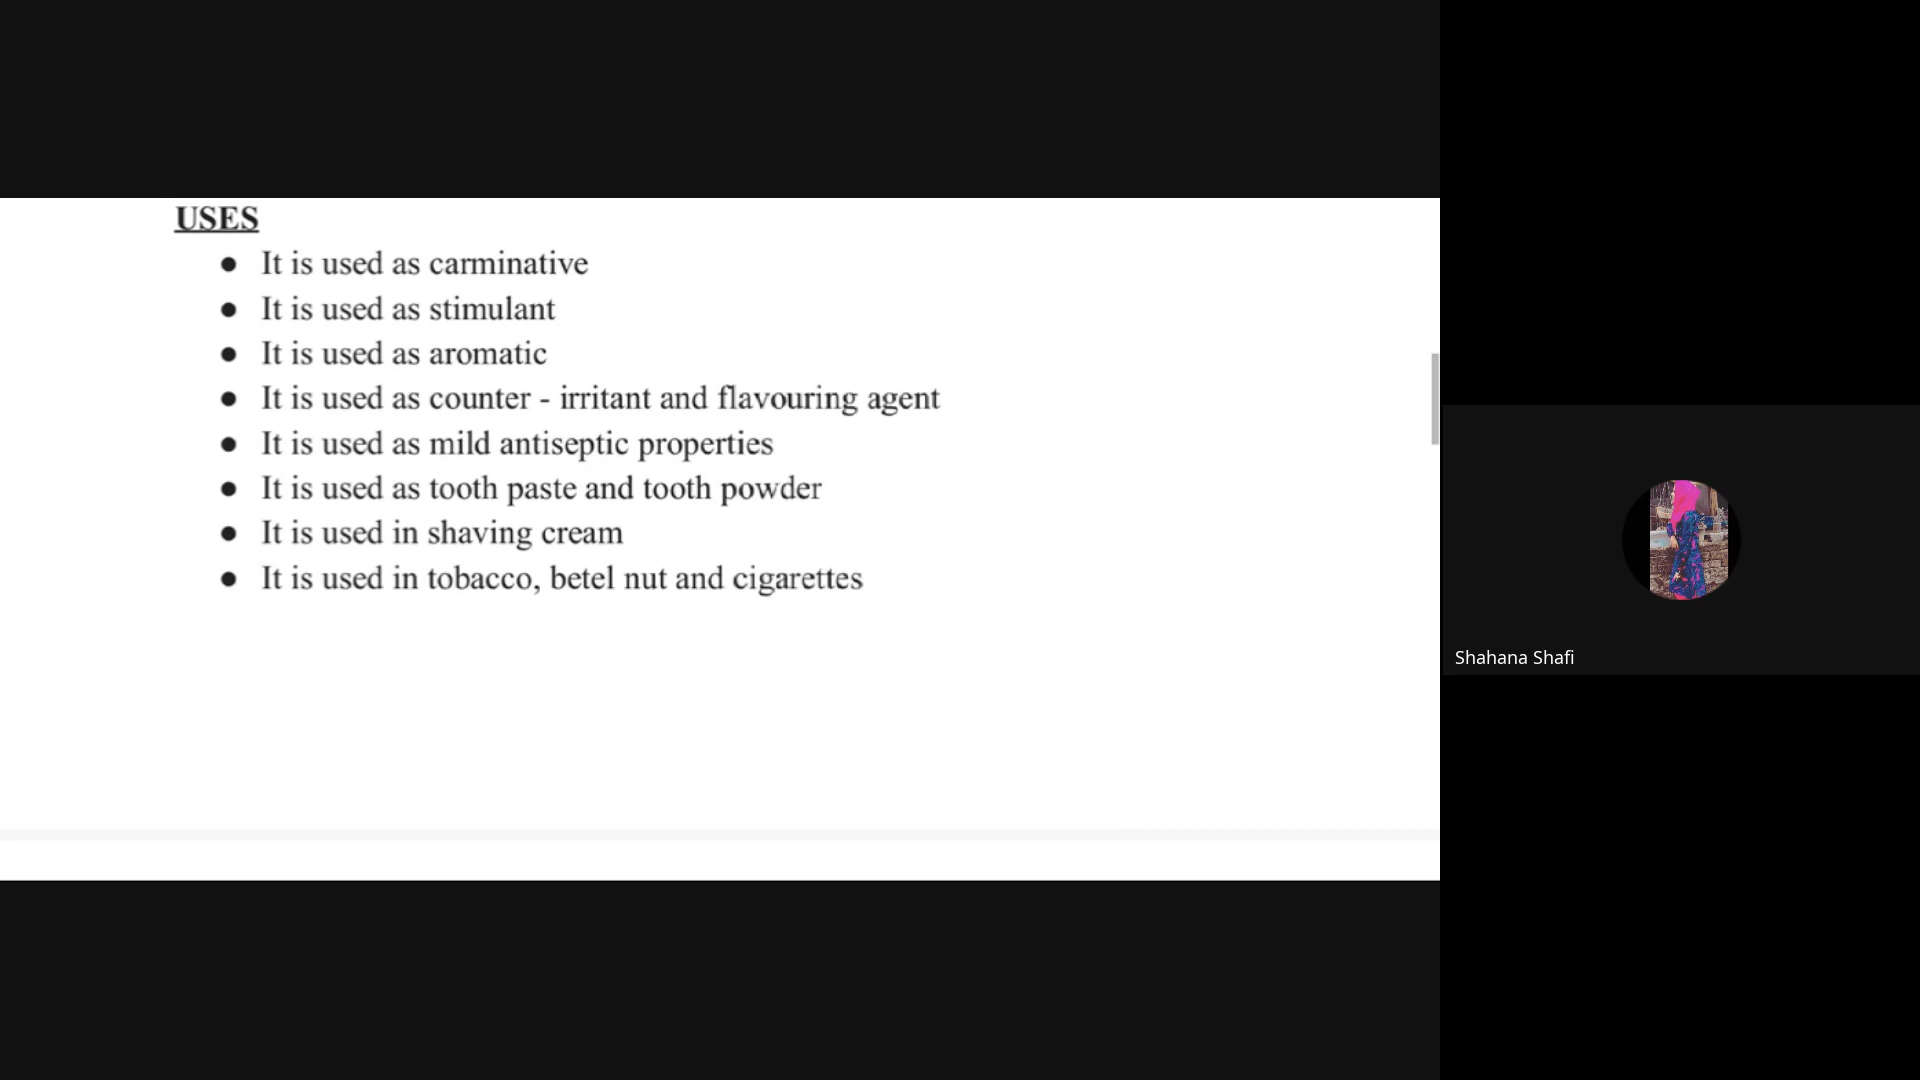 USES
● It is used as carminative
● It is used as stimulant
● It is used as aromatic
● It is used as counter - irritant and flavouring agent
● It is used as mild antiseptic properties
● It is used as tooth paste and tooth powder
● It is used in shaving cream
● It is used in tobacco, betel nut and cigarettes
Shahana Shafi